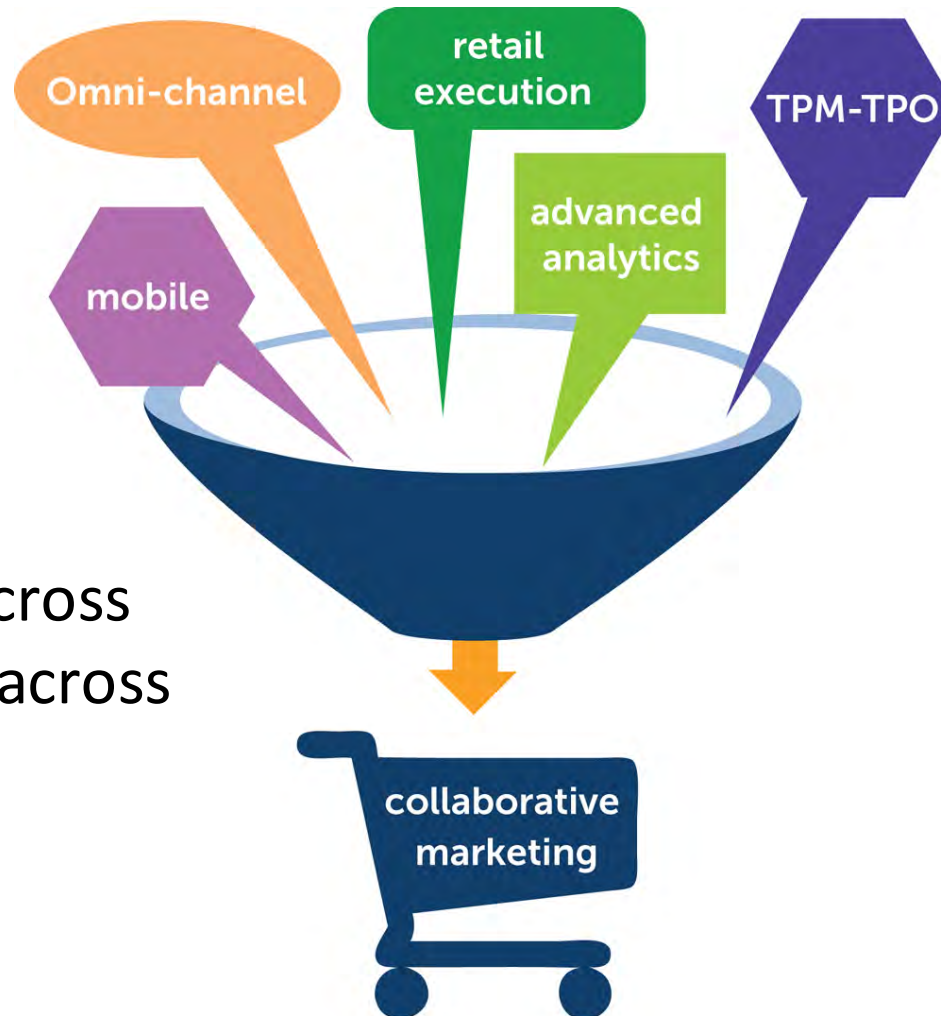 Omni-channel
retail
execution
TPM-TPO
advanced
analytics
mobile
cross
across
collaborative
marketing